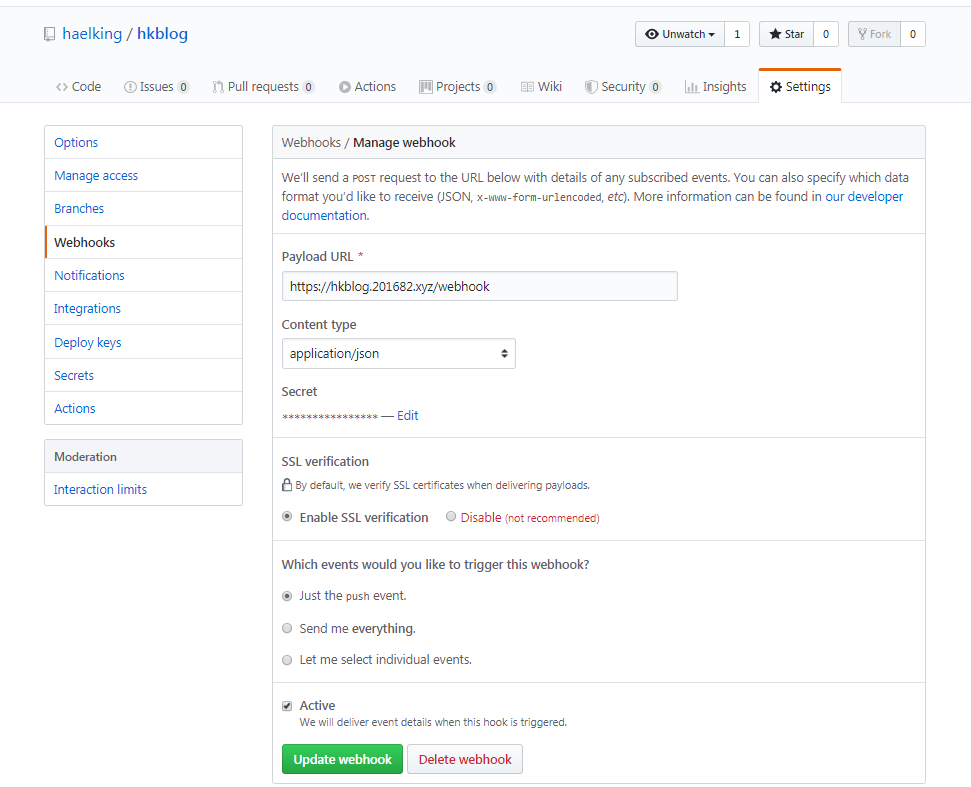 haelking / hkblog
Unwatch 1 Star 0 Fork 0
Code Issues 0 Pull requests 0 Actions Projects 0 Wiki Security 0 Insights Settings
Options
Manage access
Branches
Webhooks
Notifications
Integrations
Deploy keys
Secrets
Actions
Moderation
Interaction limits
Webhooks / Manage webhook
We'll send a POST request to the URL below with details of any subscribed events. You can also specify which data
format you'd like to receive (JSON, x-www-form-urlencoded, etc). More information can be found in our developer
documentation.
Payload URL *
https://hkblog.201682.xyz/webhook
Content type
application/json
Secret
**************** — Edit
SSL verification
By default, we verify SSL certificates when delivering payloads.
Enable SSL verification Disable (not recommended)
Which events would you like to trigger this webhook?
Just the push event.
Send me everything.
Let me select individual events.
Active
We will deliver event details when this hook is triggered.
Update webhook Delete webhook